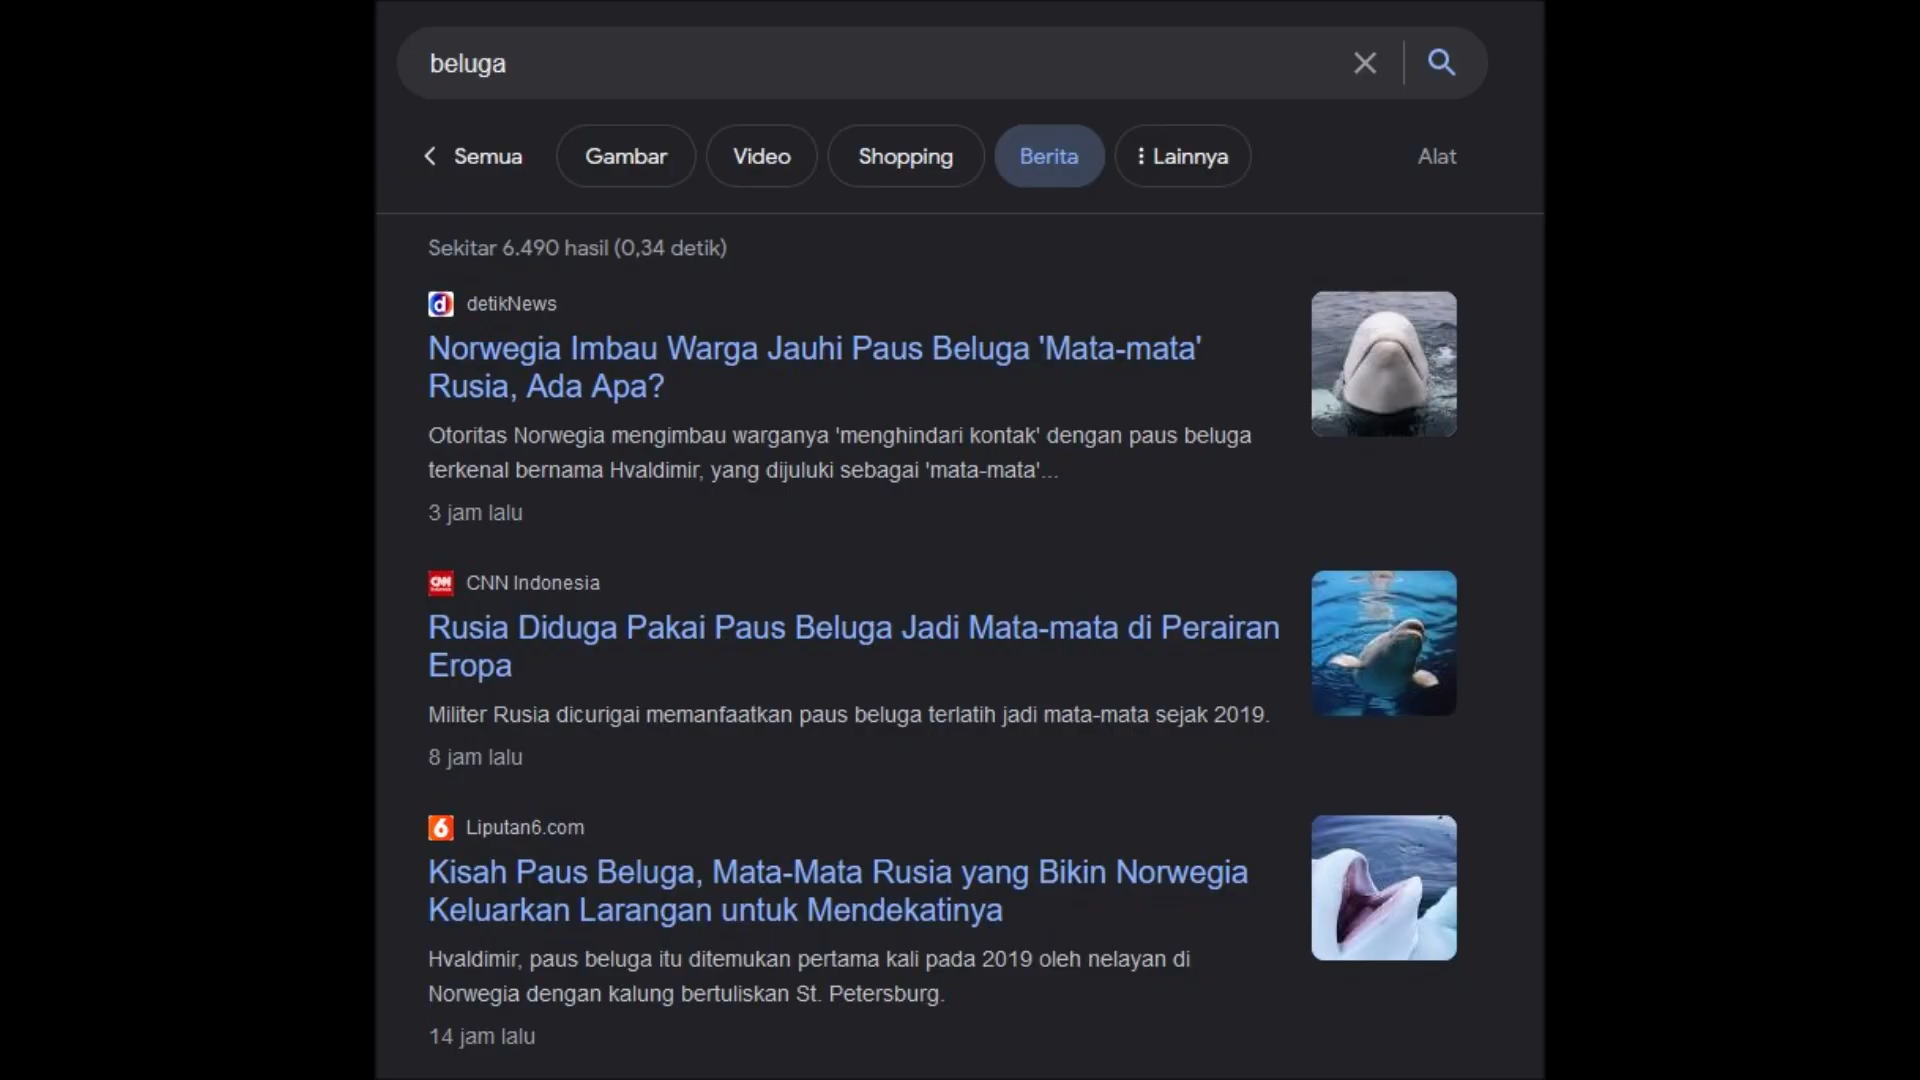 beluga
Semua Gambar Video Shopping Berita Lainnya Alat
Sekitar 6.490 hasil (0,34 detik)
detikNews
Norwegia Imbau Warga Jauhi Paus Beluga 'Mata-mata'
Rusia, Ada Apa?
Otoritas Norwegia mengimbau warganya 'menghindari kontak' dengan paus beluga
terkenal bernama Hvaldimir, yang dijuluki sebagai 'mata-mata'...
3 jam lalu
CNN Indonesia
Rusia Diduga Pakai Paus Beluga Jadi Mata-mata di Perairan
Eropa
Militer Rusia dicurigai memanfaatkan paus beluga terlatih jadi mata-mata sejak 2019.
8 jam lalu
Liputan6.com
Kisah Paus Beluga, Mata-Mata Rusia yang Bikin Norwegia
Keluarkan Larangan untuk Mendekatinya
Hvaldimir, paus beluga itu ditemukan pertama kali pada 2019 oleh nelayan di
Norwegia dengan kalung bertuliskan St. Petersburg.
14 jam lalu